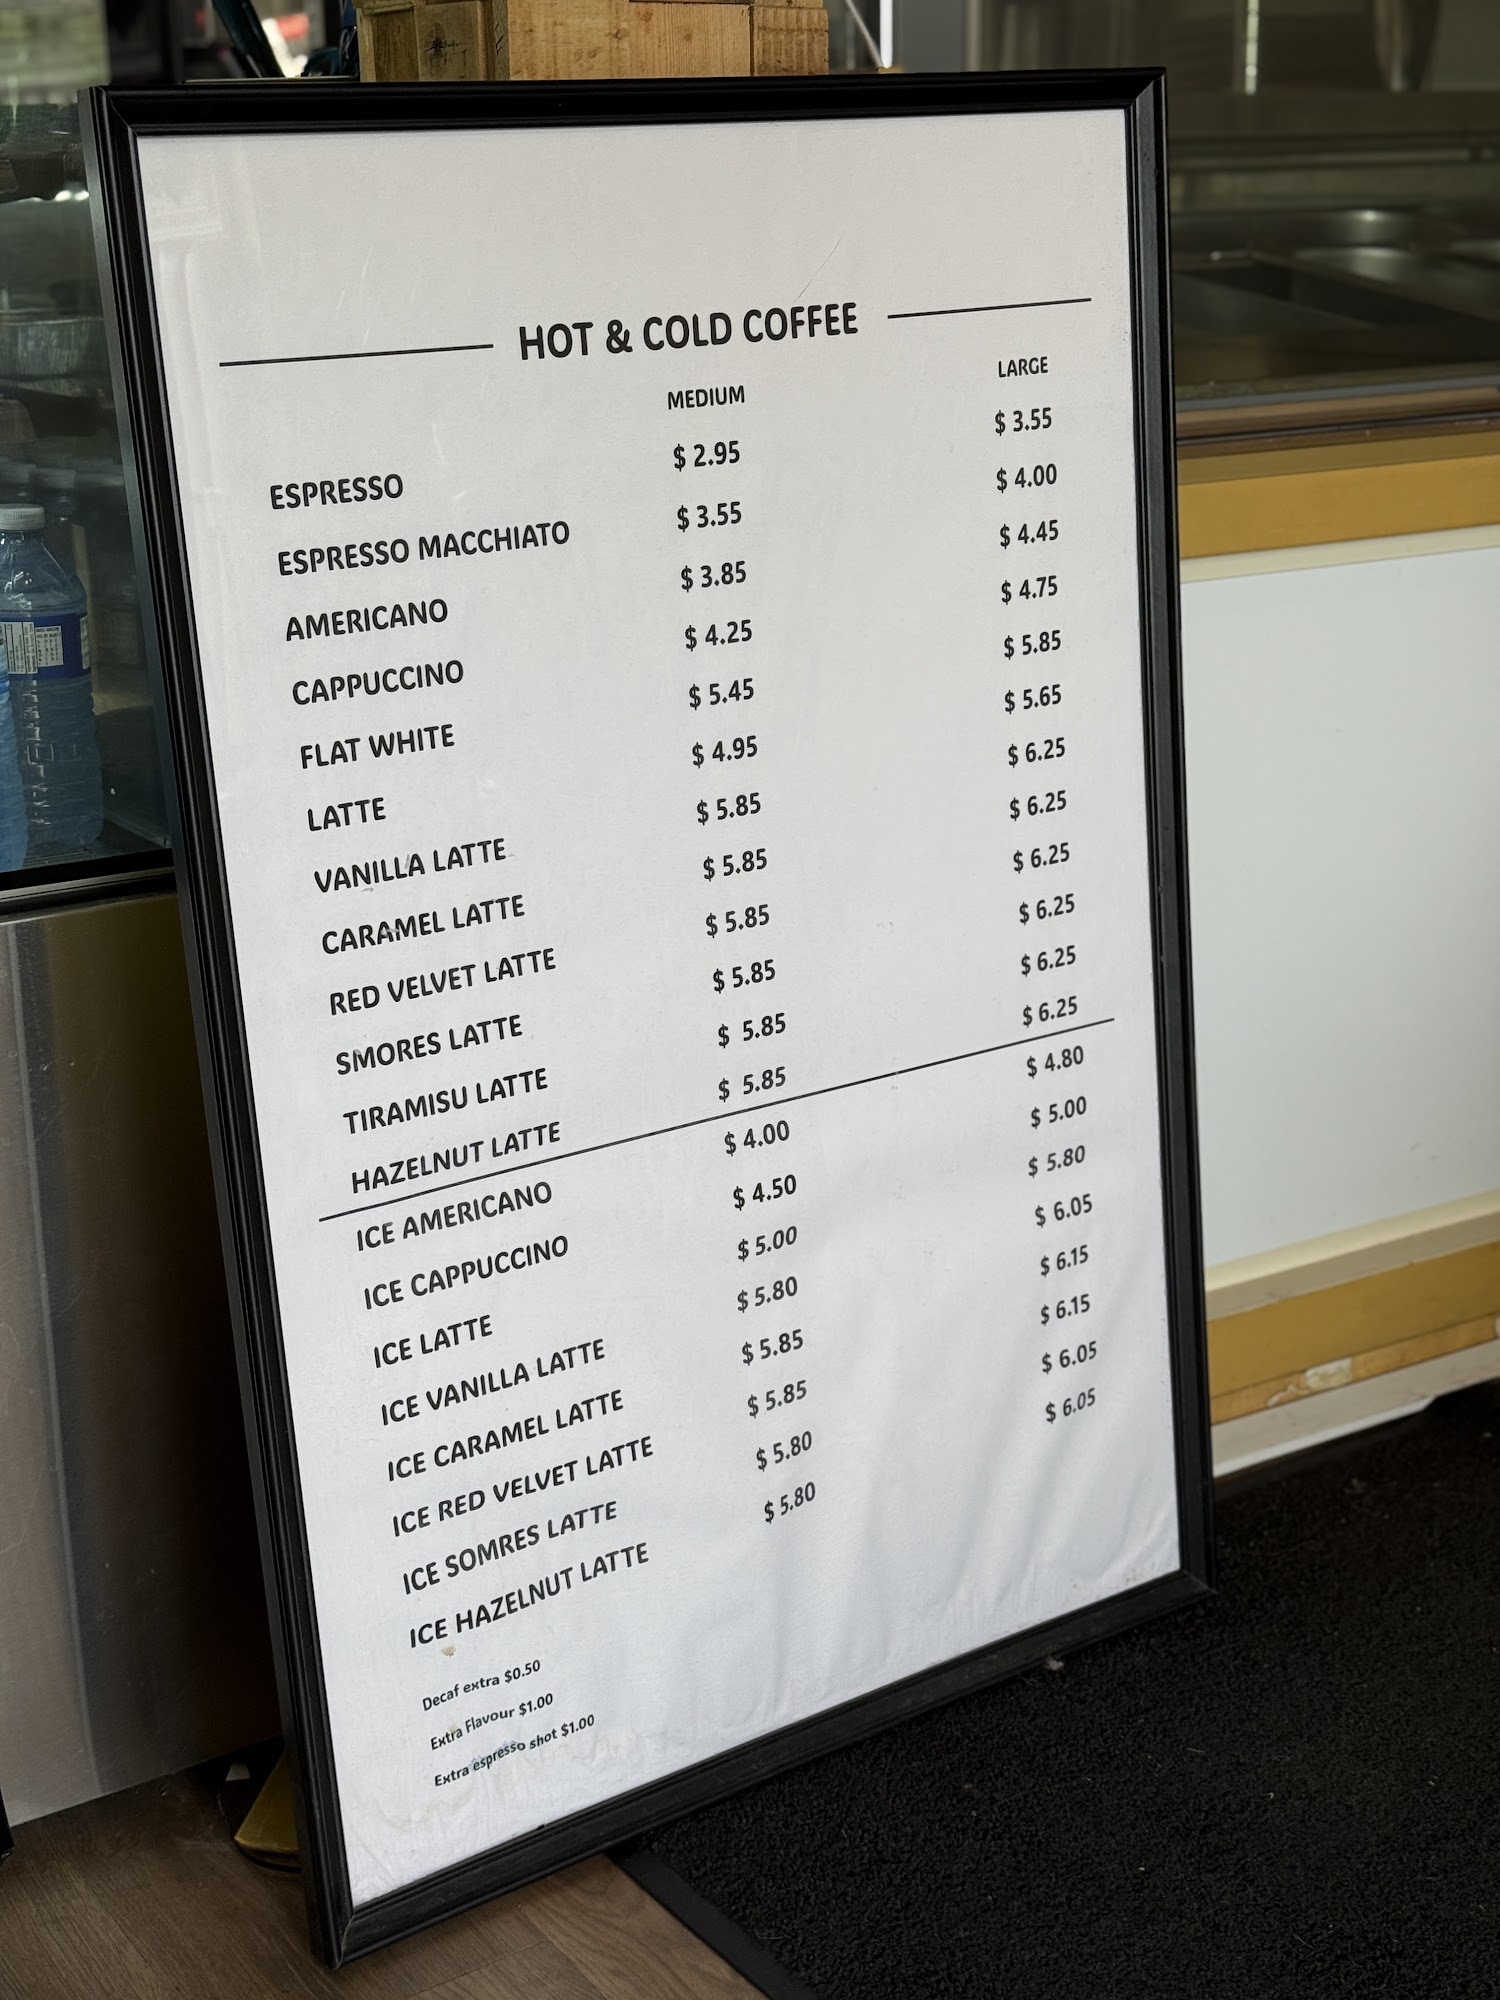 HOT & COLD COFFEE
MEDIUM LARGE
ESPRESSO $ 2.95 $ 3.55
ESPRESSO MACCHIATO $ 3.55 $ 4.00
AMERICANO $ 3.85 $ 4.45
CAPPUCCINO $ 4.25 $ 4.75
FLAT WHITE $ 5.45 $ 5.85
LATTE $ 4.95 $ 5.65
VANILLA LATTE $ 5.85 $ 6.25
CARAMEL LATTE $ 5.85 $ 6.25
RED VELVET LATTE $ 5.85 $ 6.25
SMORES LATTE $ 5.85 $ 6.25
TIRAMISU LATTE $ 5.85 $ 6.25
HAZELNUT LATTE $ 5.85 $ 6.25
ICE AMERICANO $ 4.00 $ 4.80
ICE CAPPUCCINO $ 4.50 $ 5.00
ICE LATTE $ 5.00 $ 5.80
ICE VANILLA LATTE $ 5.80 $ 6.05
ICE CARAMEL LATTE $ 5.85 $ 6.15
ICE RED VELVET LATTE $ 5.85 $ 6.15
ICE SOMRES LATTE $ 5.80 $ 6.05
ICE HAZELNUT LATTE $ 5.80 $ 6.05
Decaf extra $0.50
Extra Flavour $1.00
Extra espresso shot $1.00